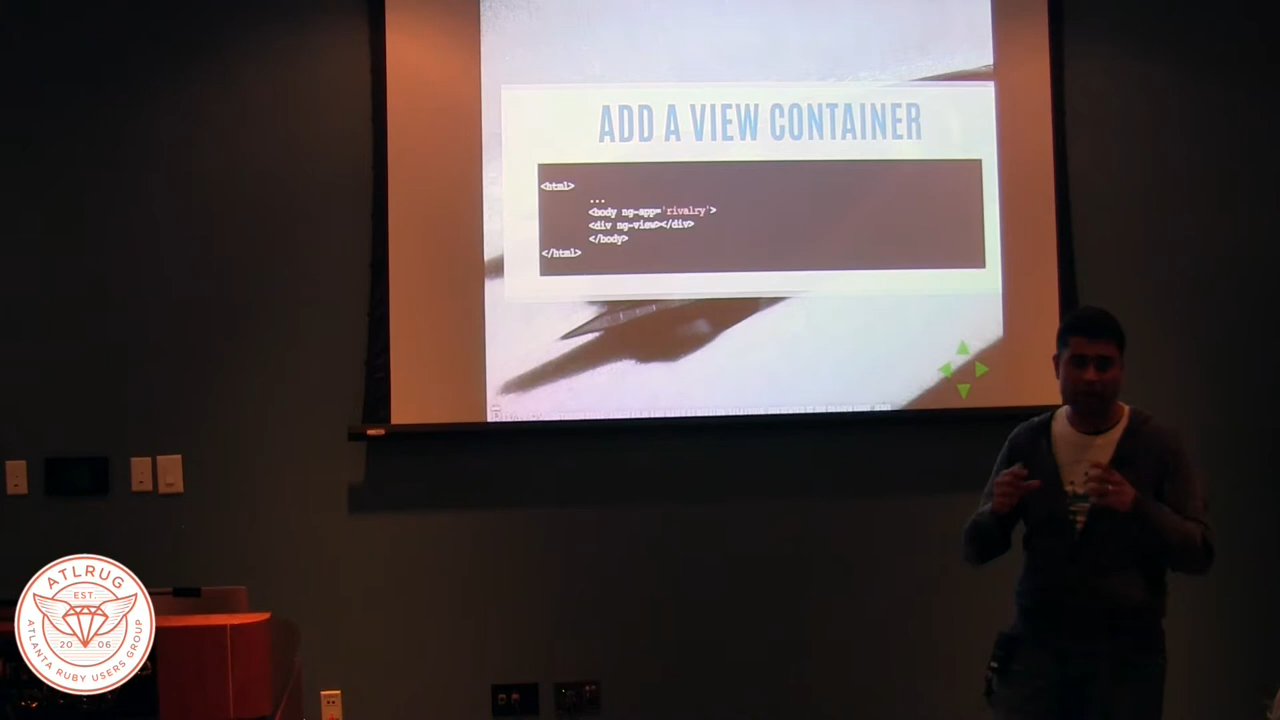 ADD A VIEW CONTAINER
<html>
...
<body ng-app='rivalry'>
<div ng-view></div>
</body>
</html>
ATLRUG
EST.
20 06
ATLANTA RUBY USERS GROUP